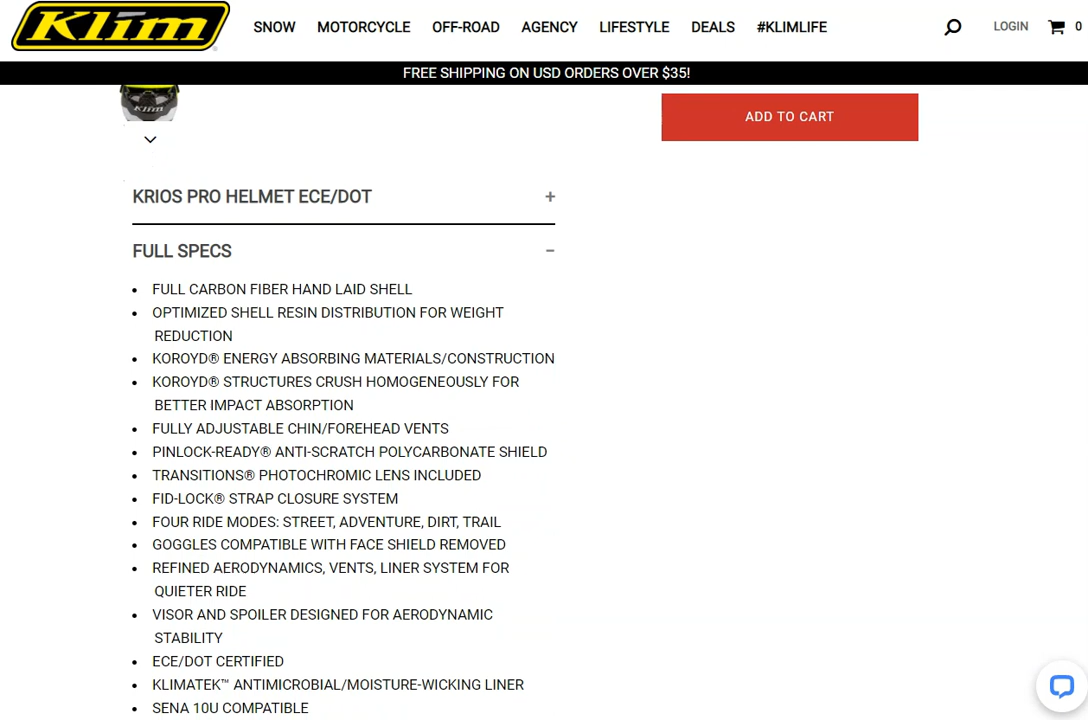 Klim
SNOW MOTORCYCLE OFF-ROAD AGENCY LIFESTYLE DEALS #KLIMLIFE LOGIN 0
FREE SHIPPING ON USD ORDERS OVER $35!
KLIM
ADD TO CART
KRIOS PRO HELMET ECE/DOT +
FULL SPECS −
• FULL CARBON FIBER HAND LAID SHELL
• OPTIMIZED SHELL RESIN DISTRIBUTION FOR WEIGHT
REDUCTION
• KOROYD® ENERGY ABSORBING MATERIALS/CONSTRUCTION
• KOROYD® STRUCTURES CRUSH HOMOGENEOUSLY FOR
BETTER IMPACT ABSORPTION
• FULLY ADJUSTABLE CHIN/FOREHEAD VENTS
• PINLOCK-READY® ANTI-SCRATCH POLYCARBONATE SHIELD
• TRANSITIONS® PHOTOCHROMIC LENS INCLUDED
• FID-LOCK® STRAP CLOSURE SYSTEM
• FOUR RIDE MODES: STREET, ADVENTURE, DIRT, TRAIL
• GOGGLES COMPATIBLE WITH FACE SHIELD REMOVED
• REFINED AERODYNAMICS, VENTS, LINER SYSTEM FOR
QUIETER RIDE
• VISOR AND SPOILER DESIGNED FOR AERODYNAMIC
STABILITY
• ECE/DOT CERTIFIED
• KLIMATEK™ ANTIMICROBIAL/MOISTURE-WICKING LINER
• SENA 10U COMPATIBLE